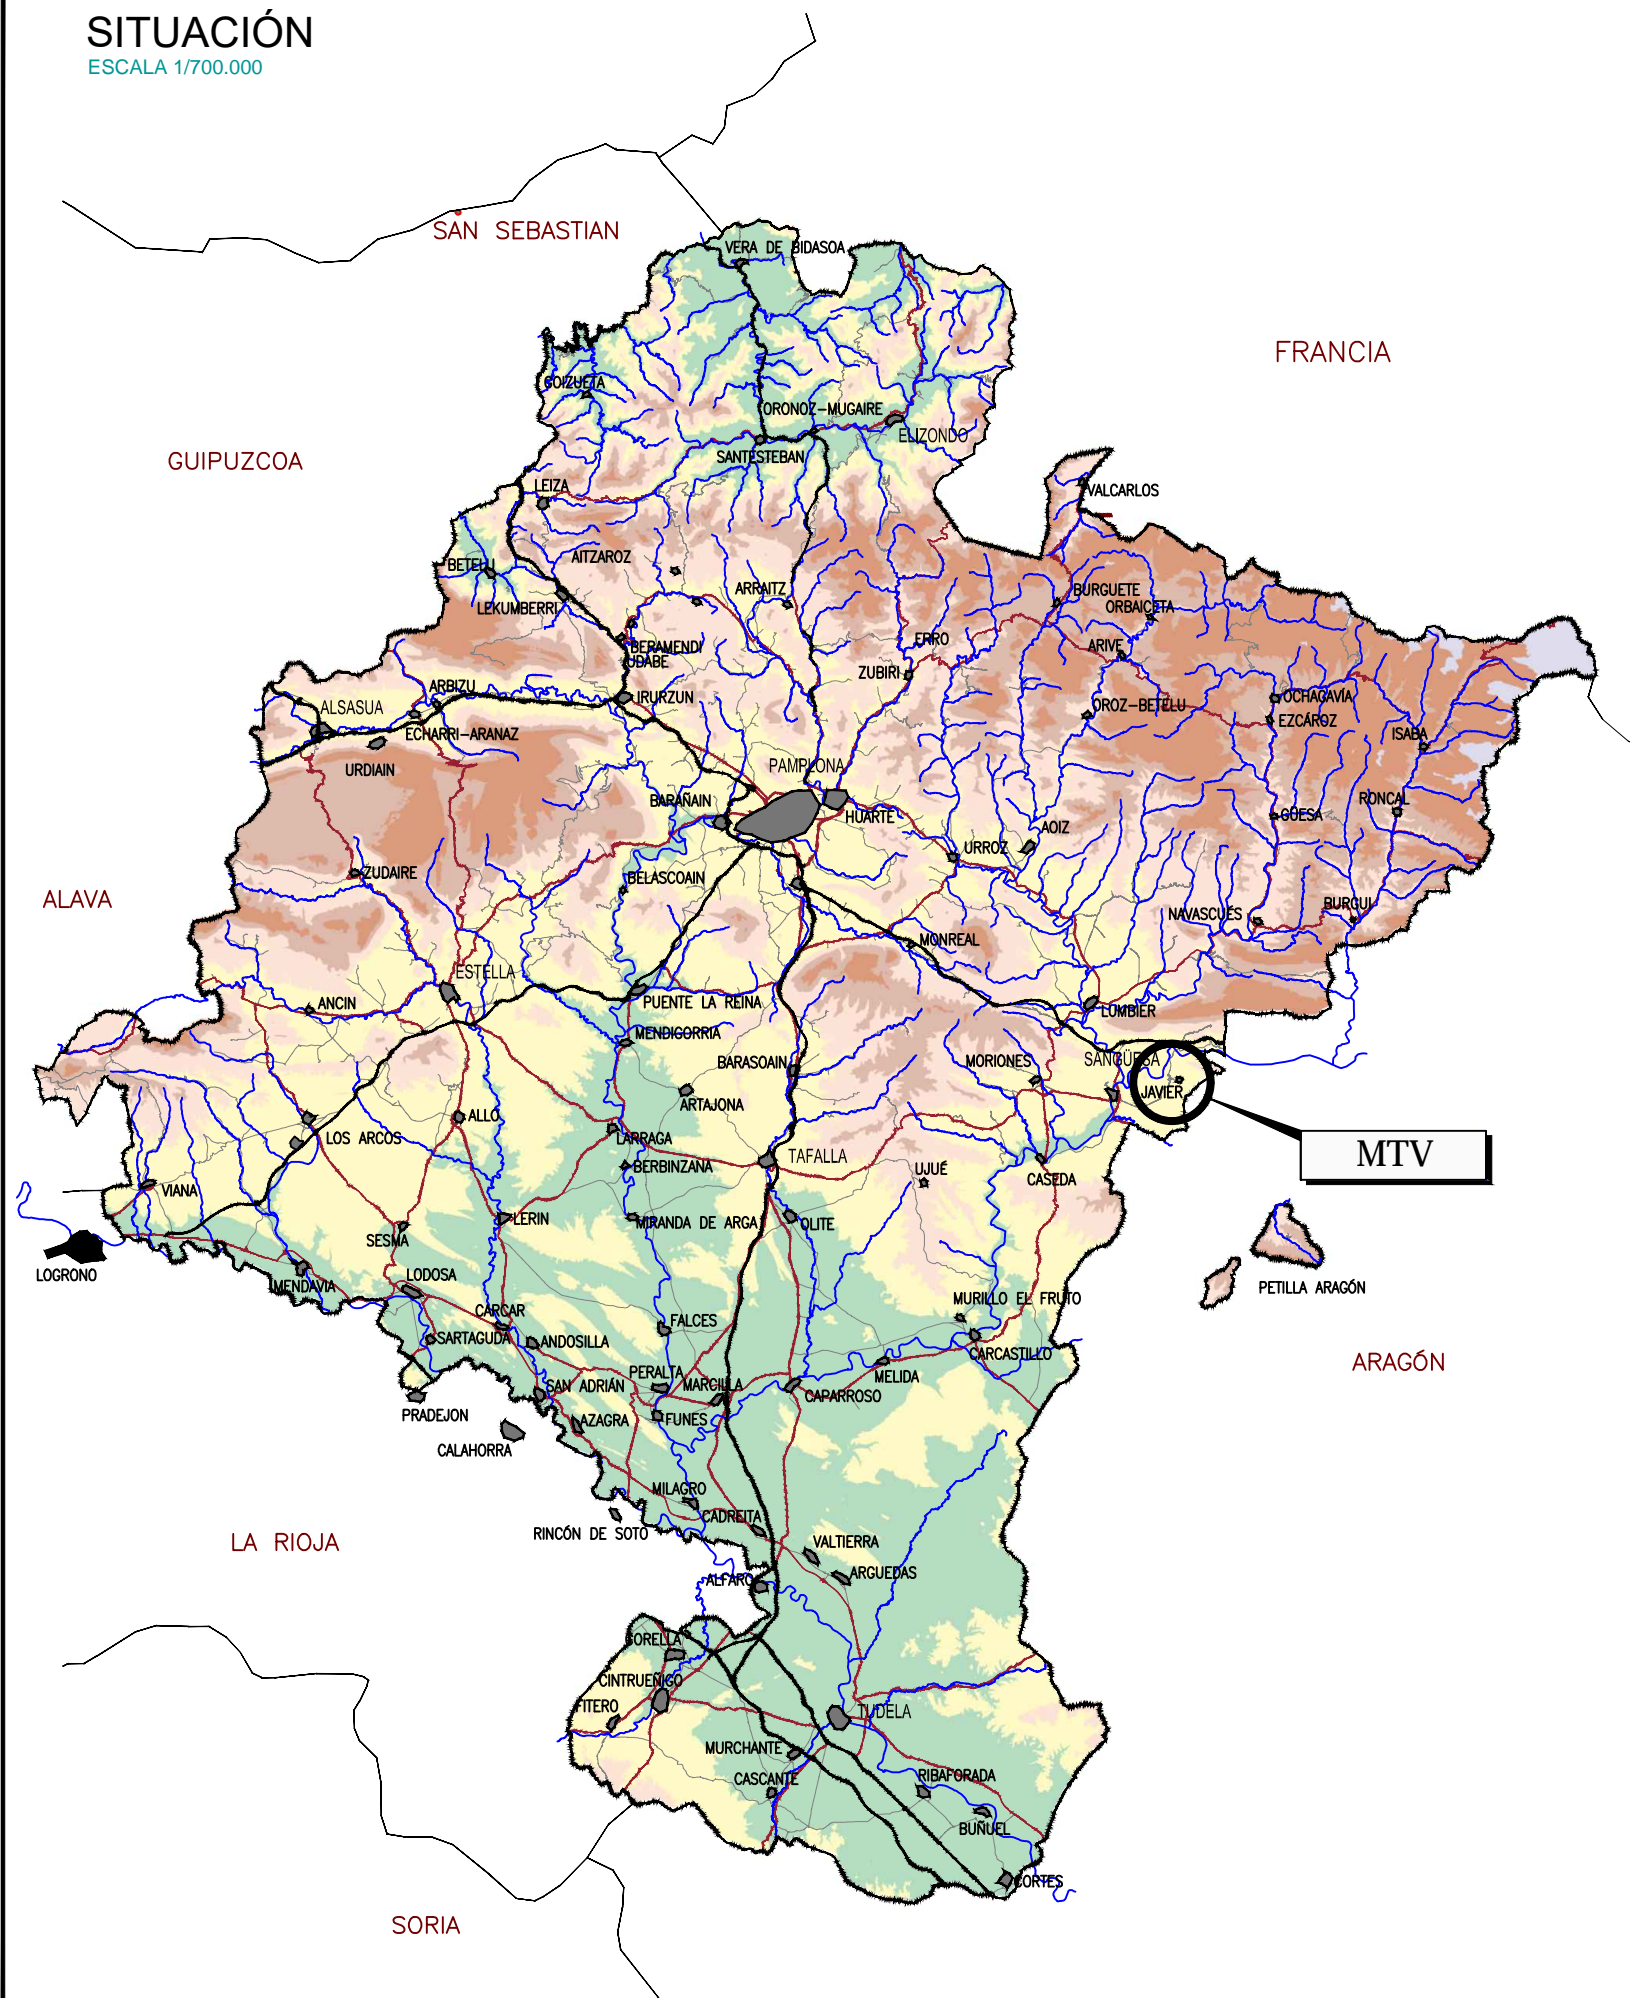 SITUACIÓN
ESCALA 1/700.000
SAN SEBASTIAN
VERA DE BIDASOA
FRANCIA
GOIZUETA
ORONOZ-MUGAIRE
ELIZONDO
SANTESTEBAN
GUIPUZCOA
LEIZA
VALCARLOS
BETELU
AITZAROZ
LEKUMBERRI
ARRAITZ
BURGUETE
ORBAICETA
BERAMENDI
UDABE
ERRO
ARIVE
ZUBIRI
ARBIZU
IRURZUN
ALSASUA
OCHAGAVÍA
OROZ-BETELU
EZCÁROZ
ECHARRI-ARANAZ
ISABA
URDIAIN
PAMPLONA
BARAÑAIN
HUARTE
RONCAL
GÜESA
AOIZ
URROZ
ZUDAIRE
BELASCOAIN
ALAVA
NAVASCUÉS
BURGUI
MONREAL
ESTELLA
ANCIN
PUENTE LA REINA
LUMBIER
MENDIGORRIA
BARASOAIN
MORIONES
SANGÜESA
JAVIER
ARTAJONA
ALLO
LOS ARCOS
LARRAGA
MTV
TAFALLA
BERBINZANA
UJUÉ
CASEDA
VIANA
LERIN
MIRANDA DE ARGA
OLITE
SESMA
LOGRONO
MENDAVIA
LODOSA
PETILLA ARAGÓN
MURILLO EL FRUTO
CARCAR
FALCES
SARTAGUDA
ANDOSILLA
CARCASTILLO
ARAGÓN
PERALTA
MELIDA
SAN ADRIÁN
MARCILLA
CAPARROSO
PRADEJON
AZAGRA
FUNES
CALAHORRA
MILAGRO
CADREITA
RINCÓN DE SOTO
LA RIOJA
VALTIERRA
ARGUEDAS
ALFARO
CORELLA
CINTRUEÑIGO
FITERO
TUDELA
MURCHANTE
CASCANTE
RIBAFORADA
BUÑUEL
CORTES
SORIA